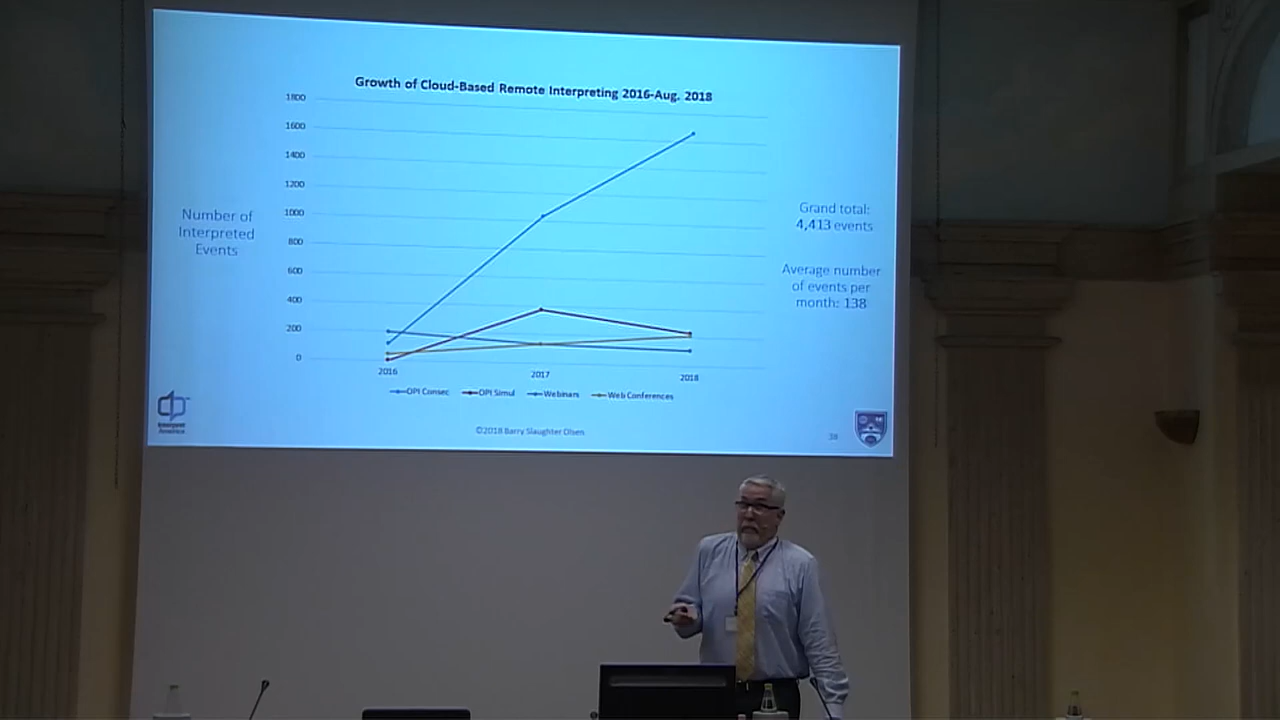 Growth of Cloud-Based Remote Interpreting 2016-Aug. 2018
1800
1600
1400
1200
1000
800
600
400
200
0
2016
2017
2018
Number of
Interpreted
Events
Grand total:
4,413 events
Average number
of events per
month: 138
OPI Consec
OPI Simul
Webinars
Web Conferences
Interpret
America
©2018 Barry Slaughter Olsen
38